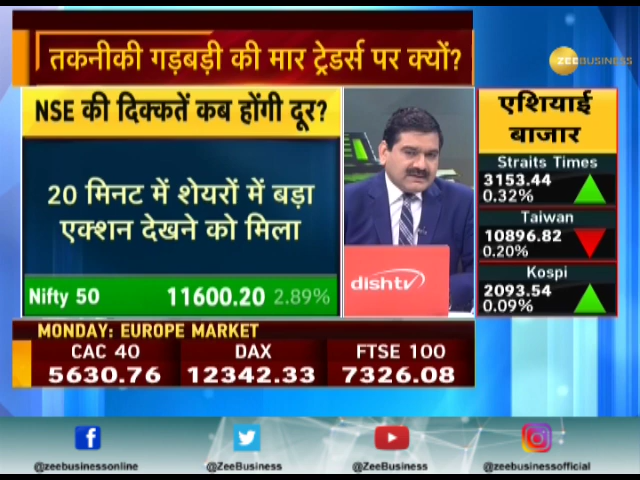 तकनीकी गड़बड़ी की मार ट्रेडर्स पर क्यों?
ZEEBUSINESS
NSE की दिक्कतें कब होंगी दूर?
20 मिनट में शेयरों में बड़ा
एक्शन देखने को मिला
Nifty 50 11600.20 2.89%
dishtv
एशियाई
बाजार
Straits Times
3153.44
0.32%
Taiwan
10896.82
0.20%
Kospi
2093.54
0.09%
MONDAY: EUROPE MARKET
CAC 40 DAX FTSE 100
5630.76 12342.33 7326.08
@zeebusinessonline @ZeeBusiness @ZeeBusiness @zeebusinessofficial